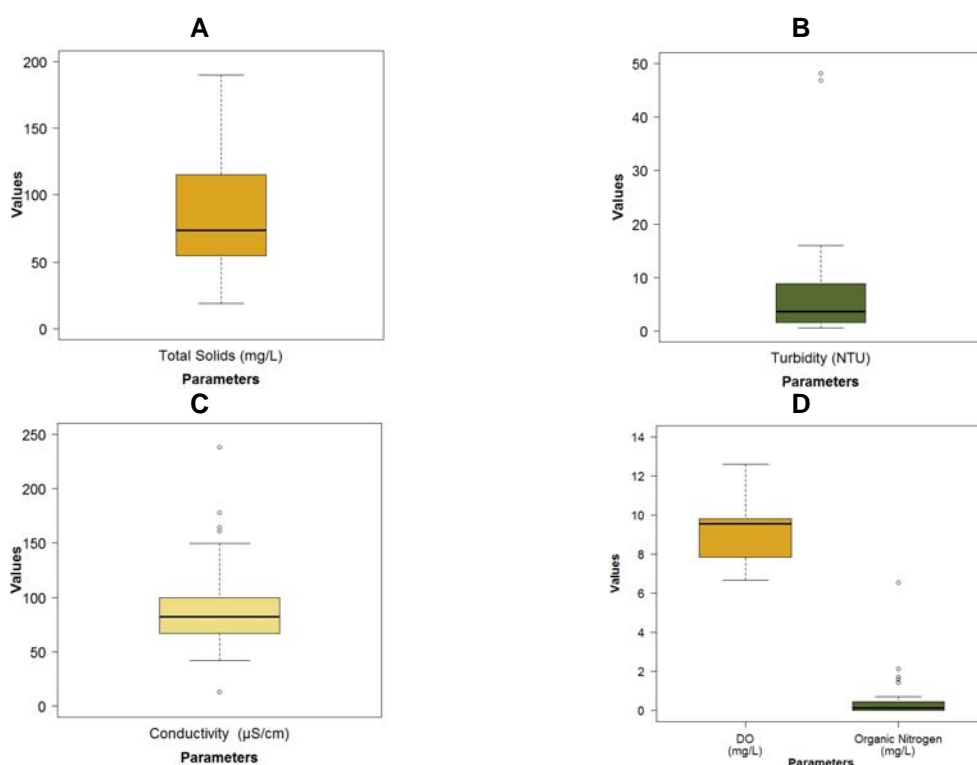 A
200
150
100
50
0
Values
Total Solids (mg/L)
Parameters
B
50
40
30
20
10
0
Values
Turbidity (NTU)
Parameters
C
250
200
150
100
50
0
Values
Conductivity (µS/cm)
Parameters
D
14
12
10
8
6
4
2
0
Values
DO
(mg/L)
Organic Nitrogen
(mg/L)
Parameters